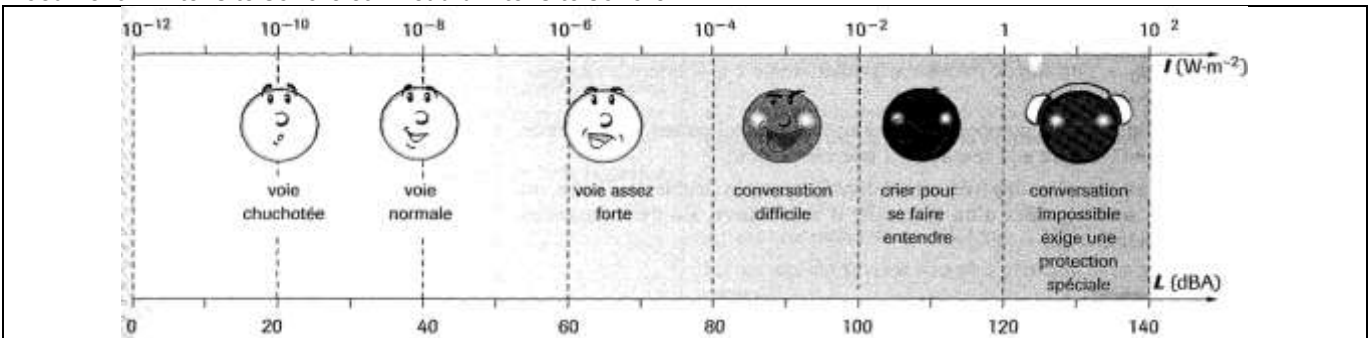 10⁻¹² 10⁻¹⁰ 10⁻⁸ 10⁻⁶ 10⁻⁴ 10⁻² 1 10²
I (W·m⁻²)
voie
chuchotée
voie
normale
voie assez
forte
conversation
difficile
crier pour
se faire
entendre
conversation
impossible
exige une
protection
spéciale
L (dBA)
0 20 40 60 80 100 120 140